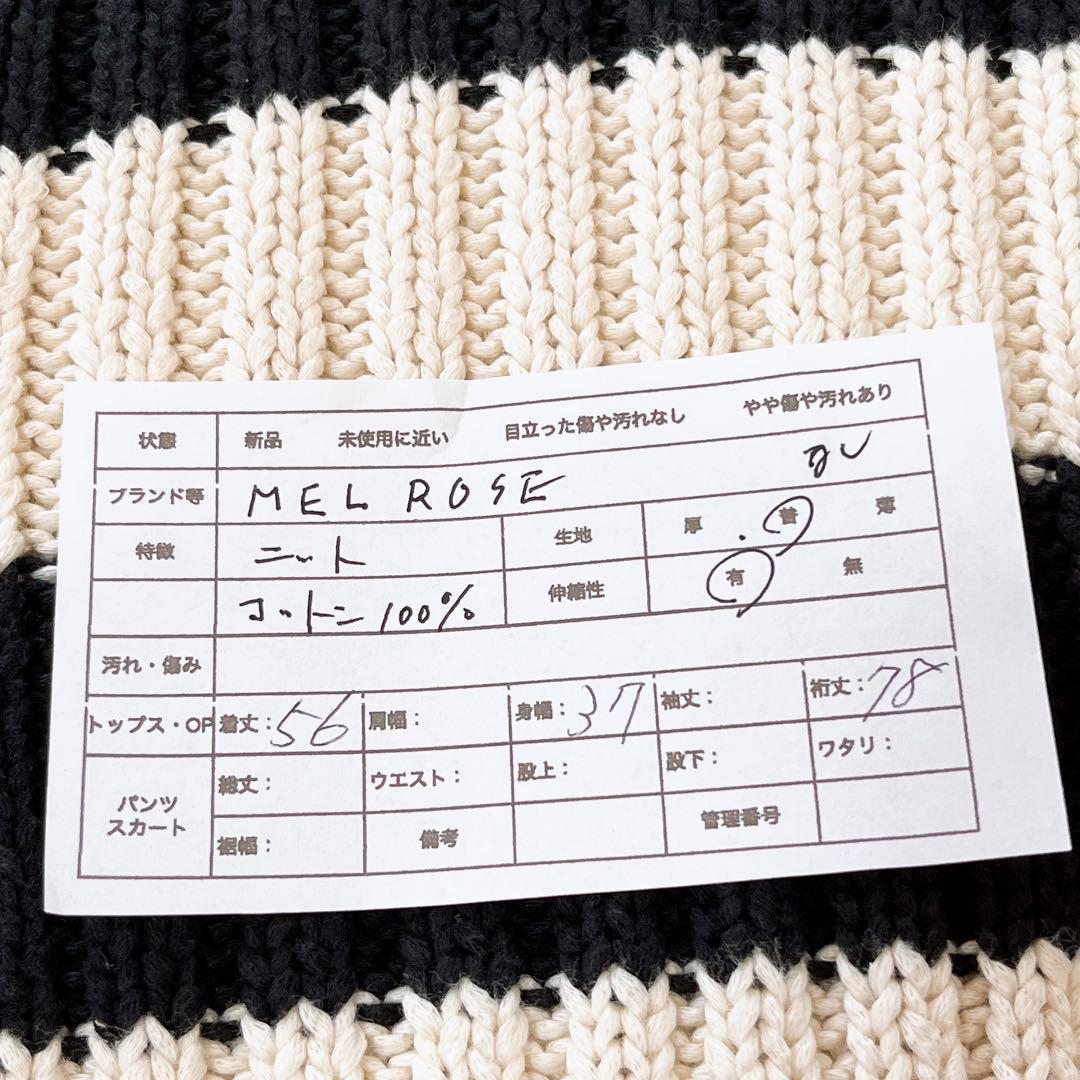 状態 新品 未使用に近い 目立った傷や汚れなし やや傷や汚れあり
ブランド等 MEL ROSE
特徴 ニット 生地 厚 ・ 普 薄
コットン 100% 伸縮性 有 無
汚れ・傷み
トップス・OP 着丈：56 肩幅： 身幅：37 袖丈： 裄丈：78
パンツ スカート 総丈： ウエスト： 股上： 股下： ワタリ：
裾幅： 備考 管理番号